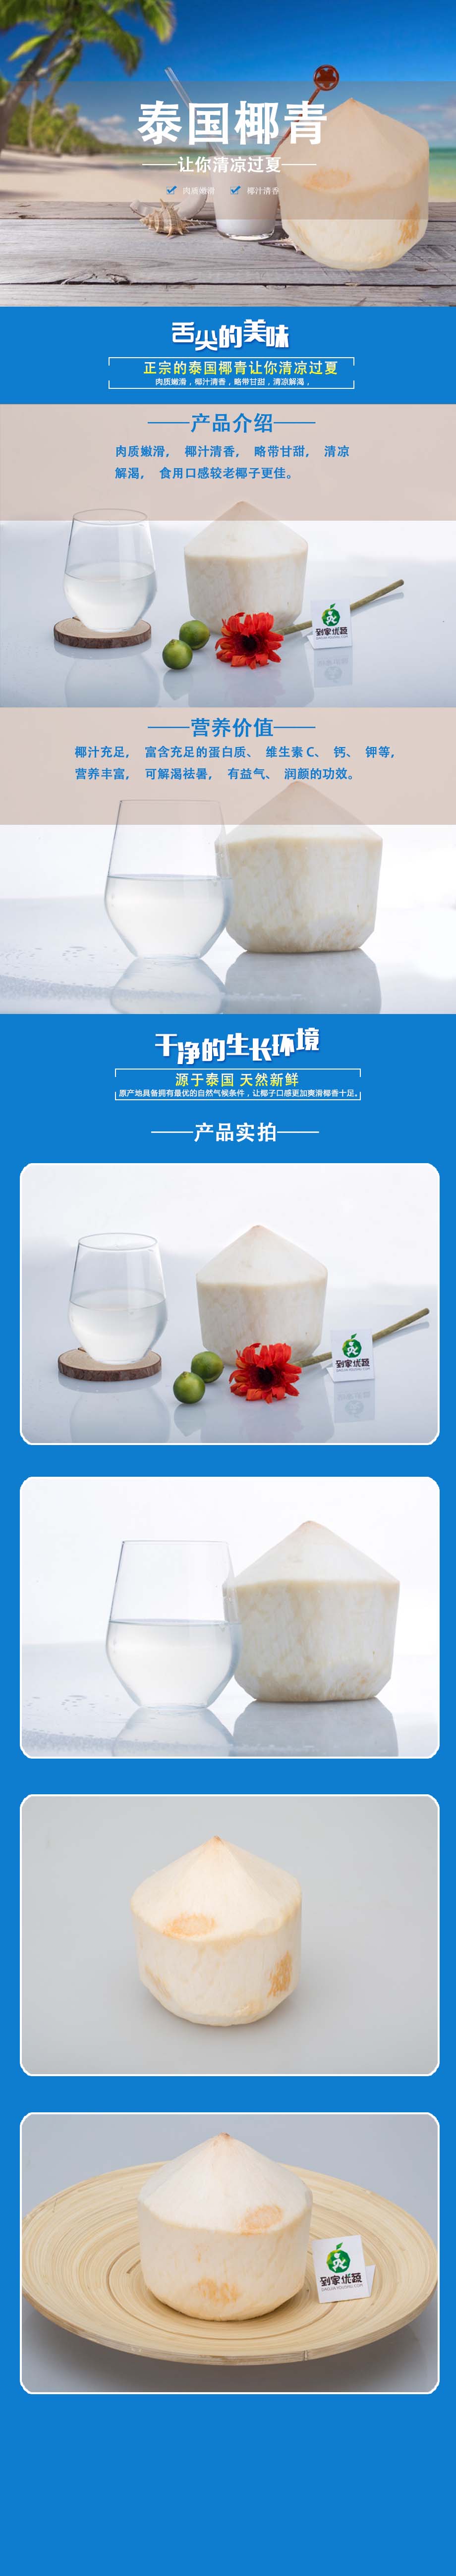 泰国椰青
让你清凉过夏
肉质嫩滑 椰汁清香
舌尖的美味
正宗的泰国椰青让你清凉过夏
肉质嫩滑，椰汁清香，略带甘甜，清凉解渴，
产品介绍
肉质嫩滑， 椰汁清香， 略带甘甜， 清凉
解渴， 食用口感较老椰子更佳。
到家优蔬
营养价值
椰汁充足， 富含充足的蛋白质、 维生素 C、 钙、 钾等，
营养丰富， 可解渴祛暑， 有益气、 润颜的功效。
干净的生长环境
源于泰国 天然新鲜
原产地具备拥有最优的自然气候条件，让椰子口感更加爽滑椰香十足。
产品实拍
到家优蔬
到家优蔬